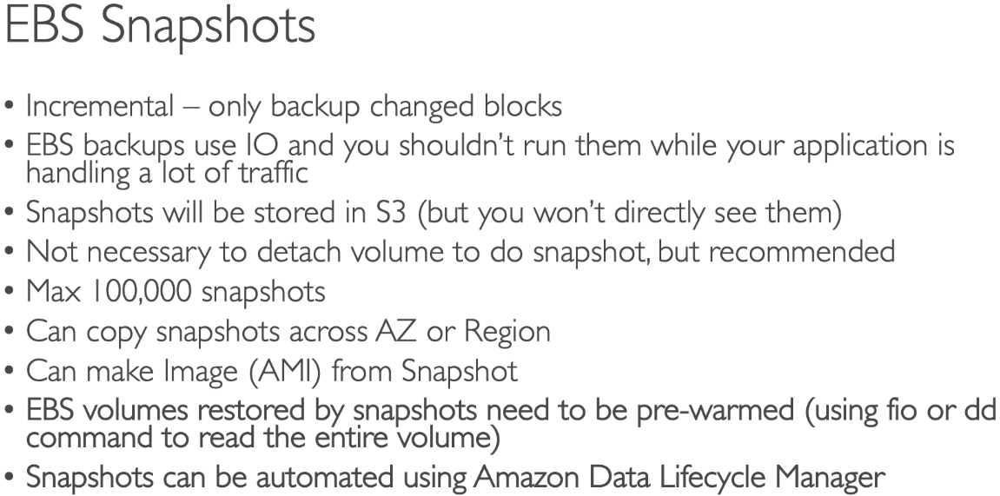 EBS Snapshots
• Incremental – only backup changed blocks
• EBS backups use IO and you shouldn’t run them while your application is
handling a lot of traffic
• Snapshots will be stored in S3 (but you won’t directly see them)
• Not necessary to detach volume to do snapshot, but recommended
• Max 100,000 snapshots
• Can copy snapshots across AZ or Region
• Can make Image (AMI) from Snapshot
• EBS volumes restored by snapshots need to be pre-warmed (using fio or dd
command to read the entire volume)
• Snapshots can be automated using Amazon Data Lifecycle Manager